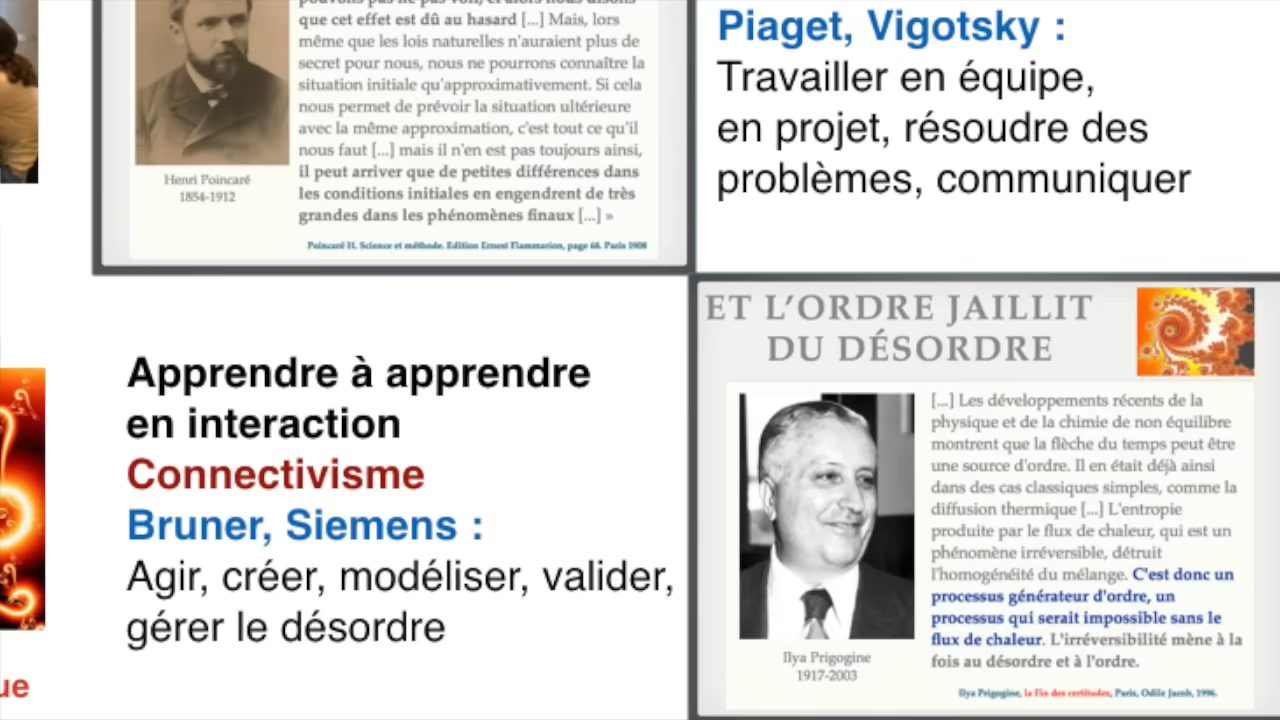 pouvons pas ne pas voir, et alors nous disons
que cet effet est dû au hasard [...] Mais, lors
même que les lois naturelles n'auraient plus de
secret pour nous, nous ne pourrons connaître la
situation initiale qu'approximativement. Si cela
nous permet de prévoir la situation ultérieure
avec la même approximation, c'est tout ce qu'il
nous faut [...] mais il n'en est pas toujours ainsi,
il peut arriver que de petites différences dans
les conditions initiales en engendrent de très
grandes dans les phénomènes finaux [...] »
Henri Poincaré
1854-1912
Poincaré H. Science et méthode. Edition Ernest Flammarion, page 68. Paris 1908
Piaget, Vigotsky :
Travailler en équipe,
en projet, résoudre des
problèmes, communiquer
Apprendre à apprendre
en interaction
Connectivisme
Bruner, Siemens :
Agir, créer, modéliser, valider,
gérer le désordre
ue
ET L'ORDRE JAILLIT
DU DÉSORDRE
[...] Les développements récents de la
physique et de la chimie de non équilibre
montrent que la flèche du temps peut être
une source d'ordre. Il en était déjà ainsi
dans des cas classiques simples, comme la
diffusion thermique [...] L'entropie
produite par le flux de chaleur, qui est un
phénomène irréversible, détruit
l'homogénéité du mélange. C'est donc un
processus générateur d'ordre, un
processus qui serait impossible sans le
flux de chaleur. L'irréversibilité mène à la
fois au désordre et à l'ordre.
Ilya Prigogine
1917-2003
Ilya Prigogine, la Fin des certitudes, Paris, Odile Jacob, 1996.